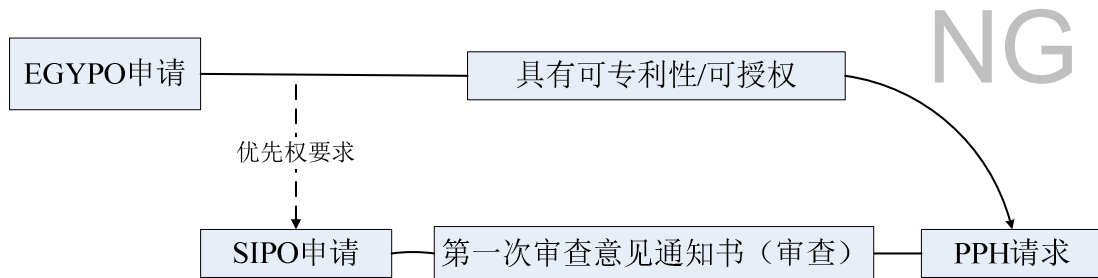 NG
EGYPO申请
具有可专利性/可授权
优先权要求
SIPO申请
第一次审查意见通知书（审查）
PPH请求